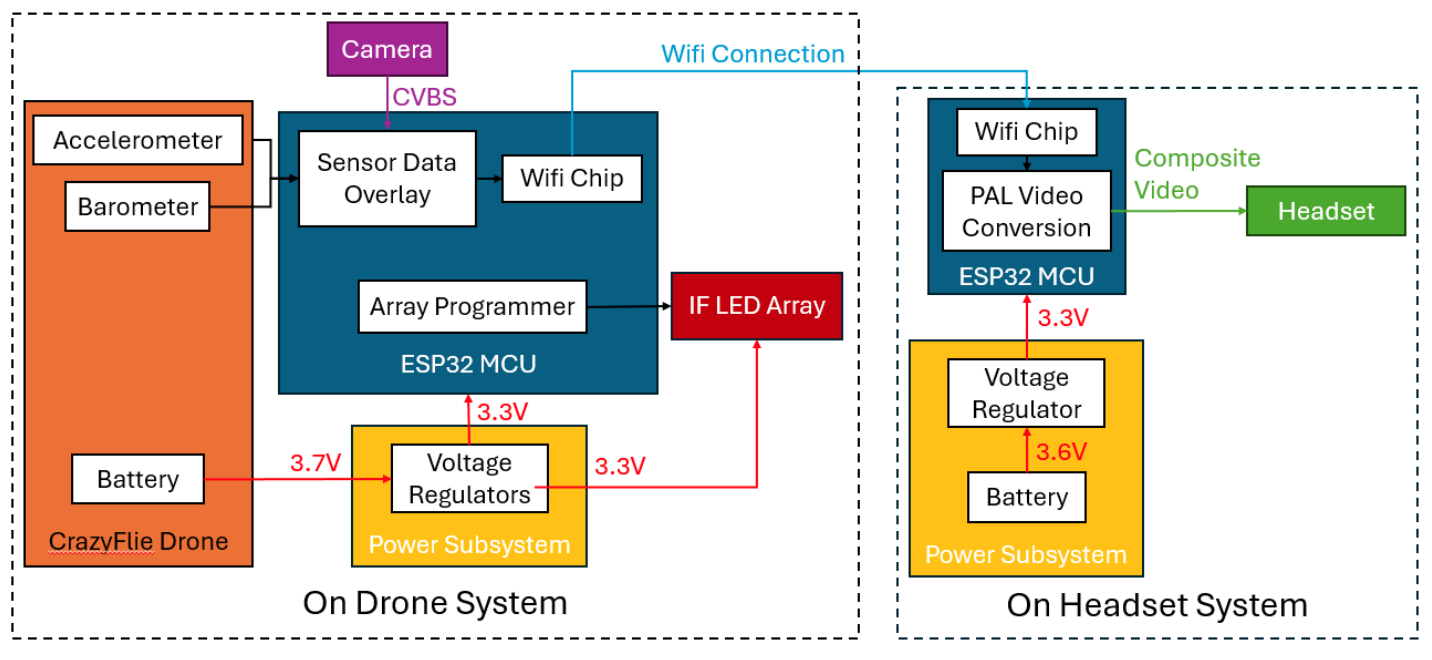 Camera
Wifi Connection
CVBS
Accelerometer
Barometer
Sensor Data
Overlay
Wifi Chip
Array Programmer
IF LED Array
ESP32 MCU
3.3V
Battery
3.7V
Voltage
Regulators
3.3V
CrazyFlie Drone
Power Subsystem
On Drone System
Wifi Chip
PAL Video
Conversion
ESP32 MCU
Composite
Video
Headset
3.3V
Voltage
Regulator
3.6V
Battery
Power Subsystem
On Headset System